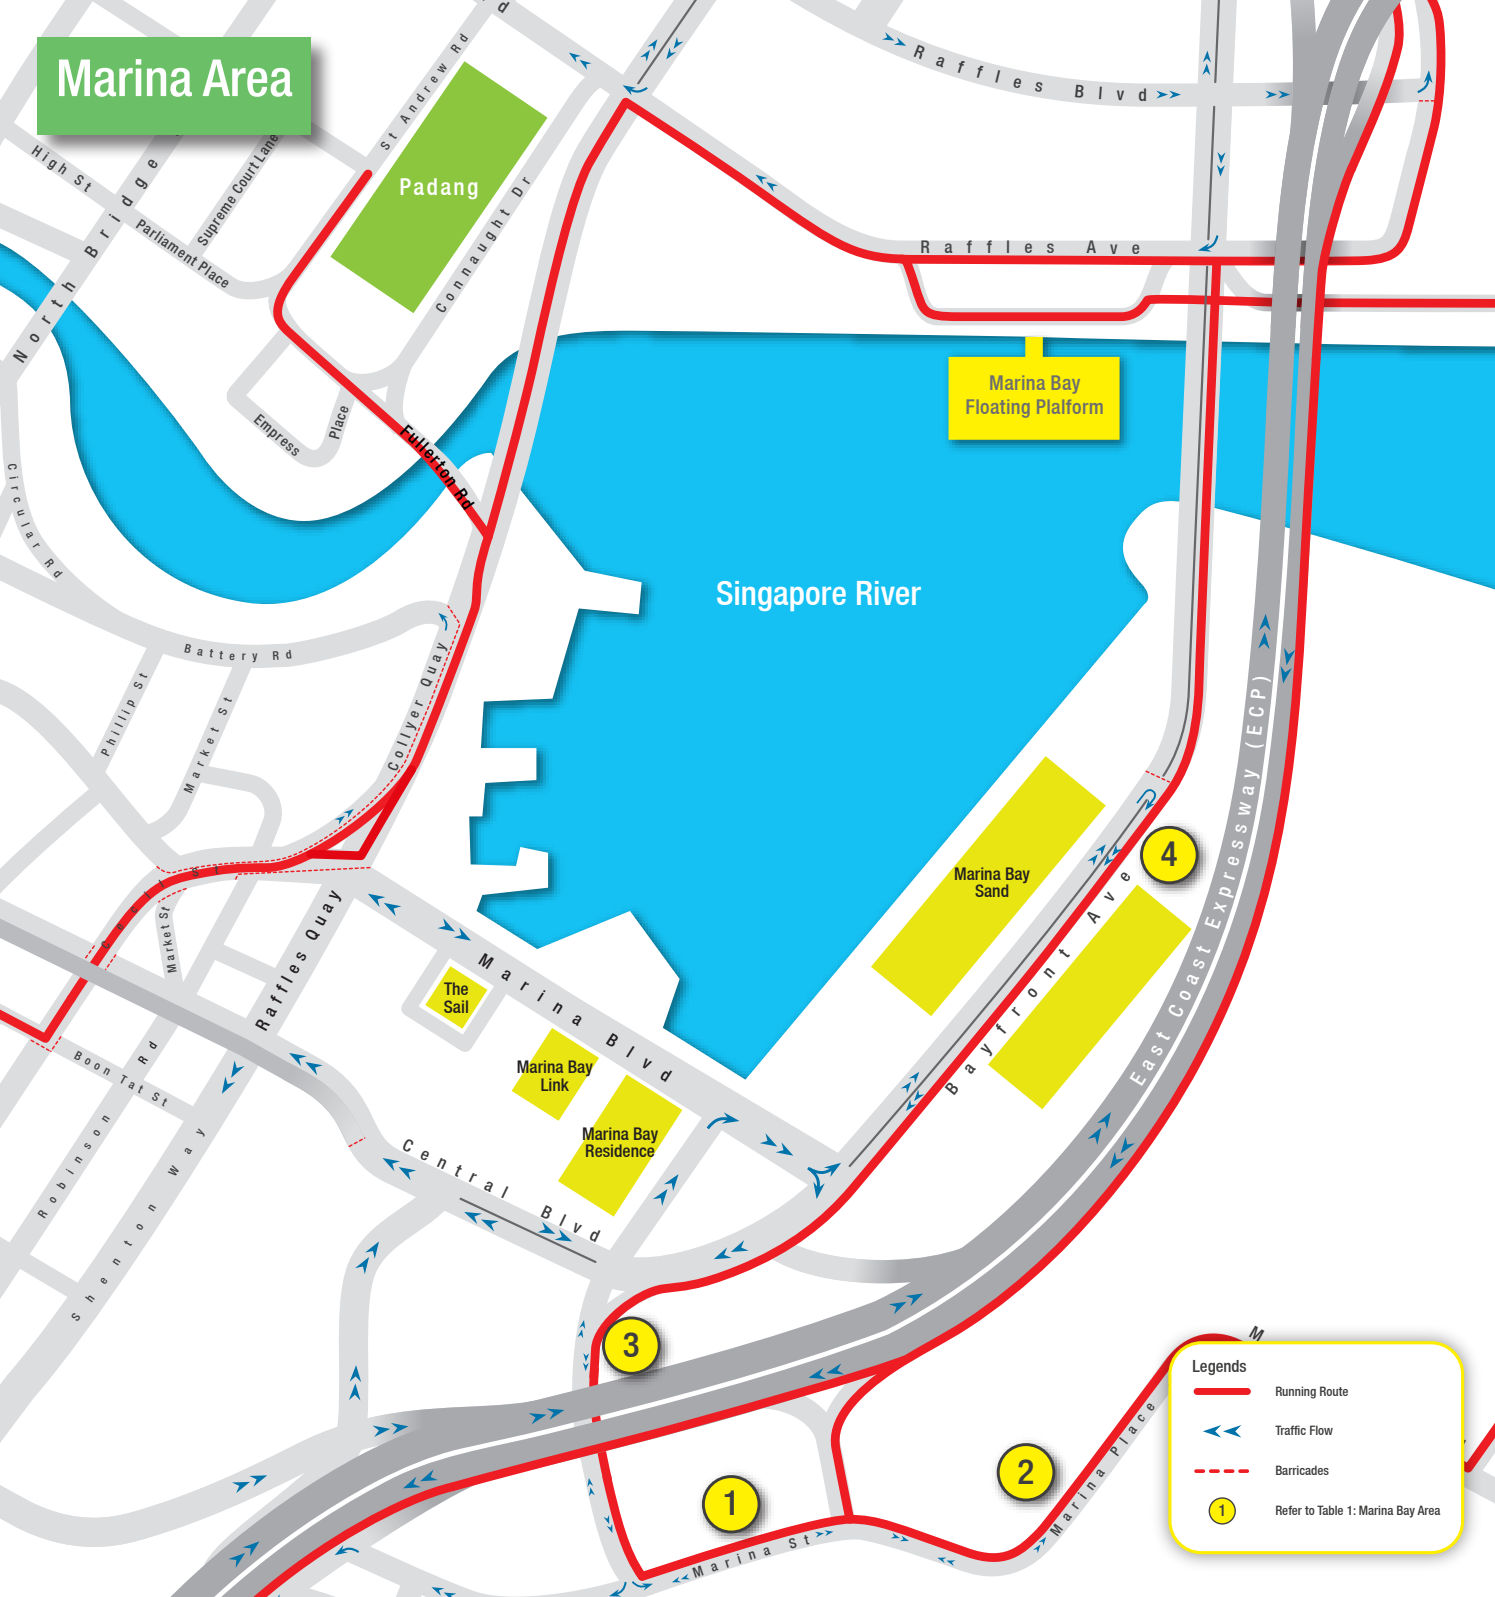 Marina Area
d
St Andrew Rd
Raffles Blvd
High St
North Bridge
Supreme Court Lane
Parliament Place
Padang
Connaught Dr
Raffles Ave
Marina Bay
Floating Plalform
Empress
Place
Fullerton Rd
Circular Rd
Singapore River
Battery Rd
Phillip St
Market St
Collyer Quay
East Coast Expressway (ECP)
4
Marina Bay
Sand
Bayfront Ave
Cecil St
Market St
Raffles Quay
Marina Blvd
The
Sail
Marina Bay
Link
Marina Bay
Residence
Boon Tat St
Robinson Rd
Shenton Way
Central Blvd
3
1
2
Marina St
Marina Place
M
Legends
Running Route
Traffic Flow
Barricades
1
Refer to Table 1: Marina Bay Area